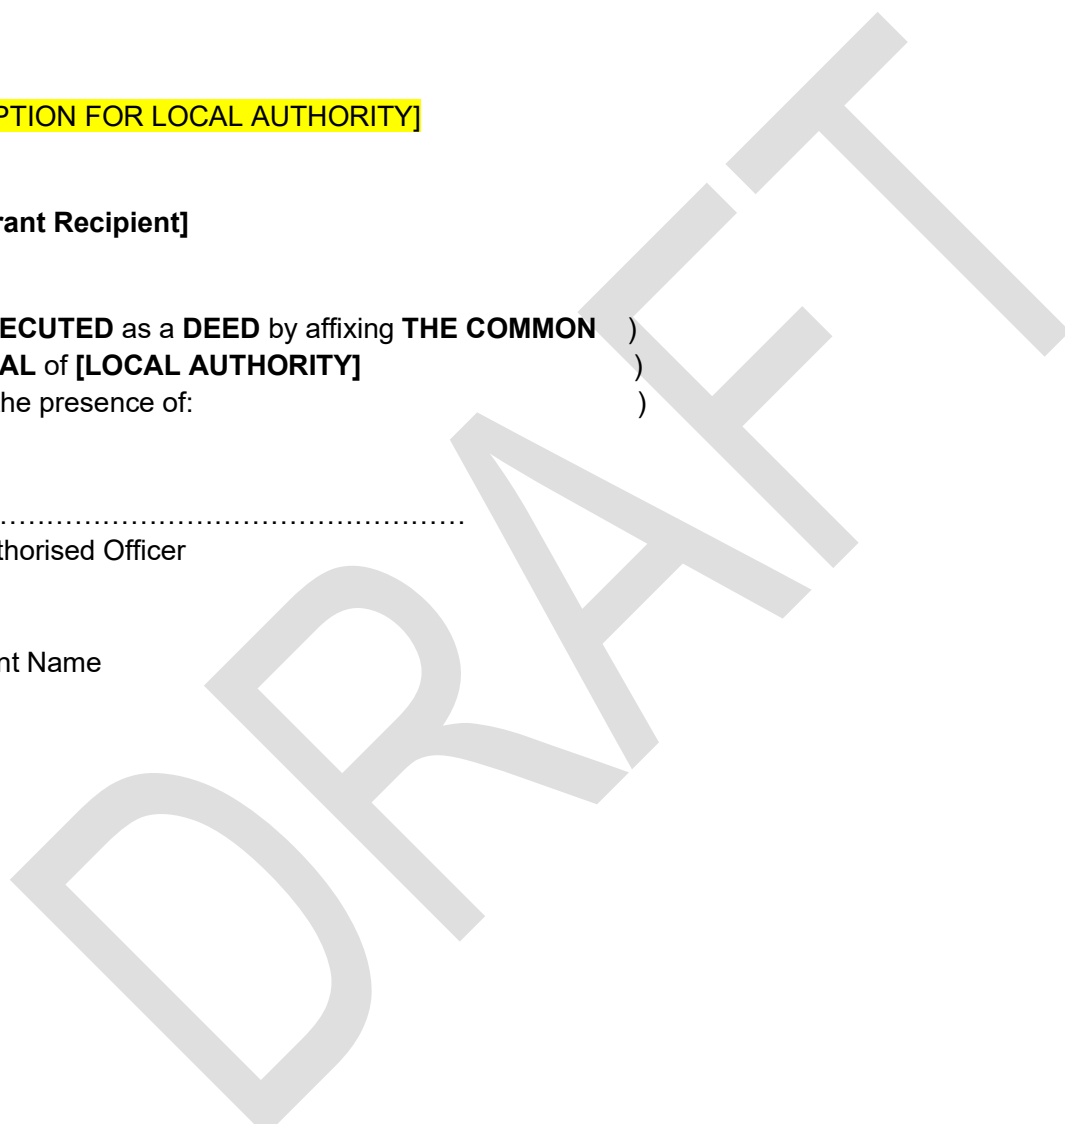 PTION FOR LOCAL AUTHORITY]
rant Recipient]
ECUTED as a DEED by affixing THE COMMON )
AL of [LOCAL AUTHORITY] )
he presence of: )
……………………………………………
thorised Officer
nt Name
DRAFT